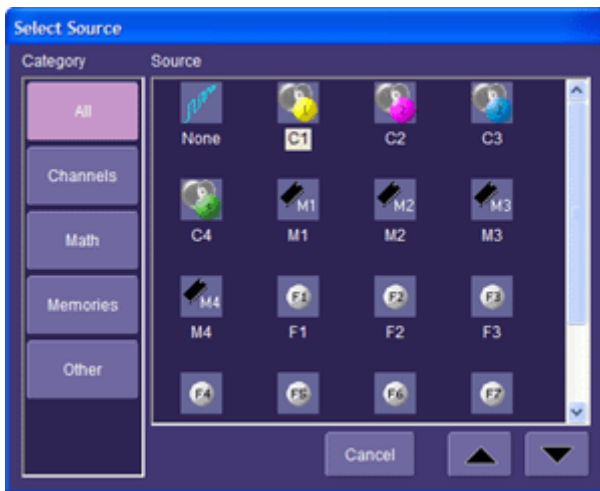 Select Source
Category
Source
All
Channels
Math
Memories
Other
None
C1
C2
C3
C4
M1
M1
M2
M2
M3
M3
M4
M4
F1
F1
F2
F2
F3
F3
F4
F5
F6
F7
Cancel